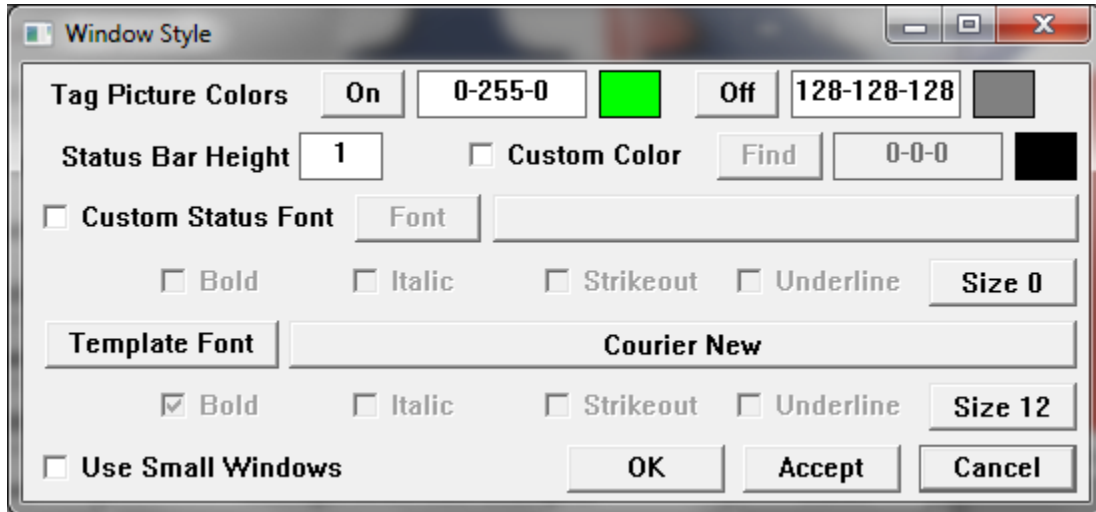 Window Style
Tag Picture Colors On 0-255-0 Off 128-128-128
Status Bar Height 1 Custom Color Find 0-0-0
Custom Status Font Font
Bold Italic Strikeout Underline Size 0
Template Font Courier New
Bold Italic Strikeout Underline Size 12
Use Small Windows OK Accept Cancel